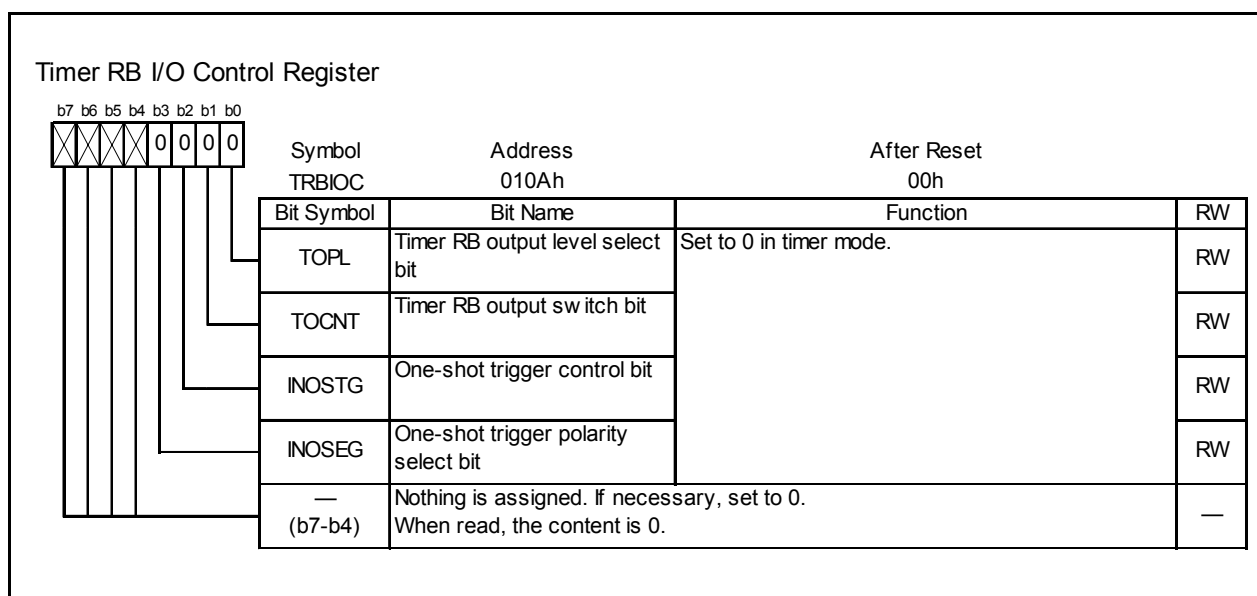 Timer RB I/O Control Register
b7 b6 b5 b4 b3 b2 b1 b0
0 0 0 0
Symbol Address After Reset
TRBIOC 010Ah 00h
Bit Symbol Bit Name Function RW
TOPL Timer RB output level select bit Set to 0 in timer mode. RW
TOCNT Timer RB output switch bit RW
INOSTG One-shot trigger control bit RW
INOSEG One-shot trigger polarity select bit RW
— (b7-b4) Nothing is assigned. If necessary, set to 0. —
When read, the content is 0.